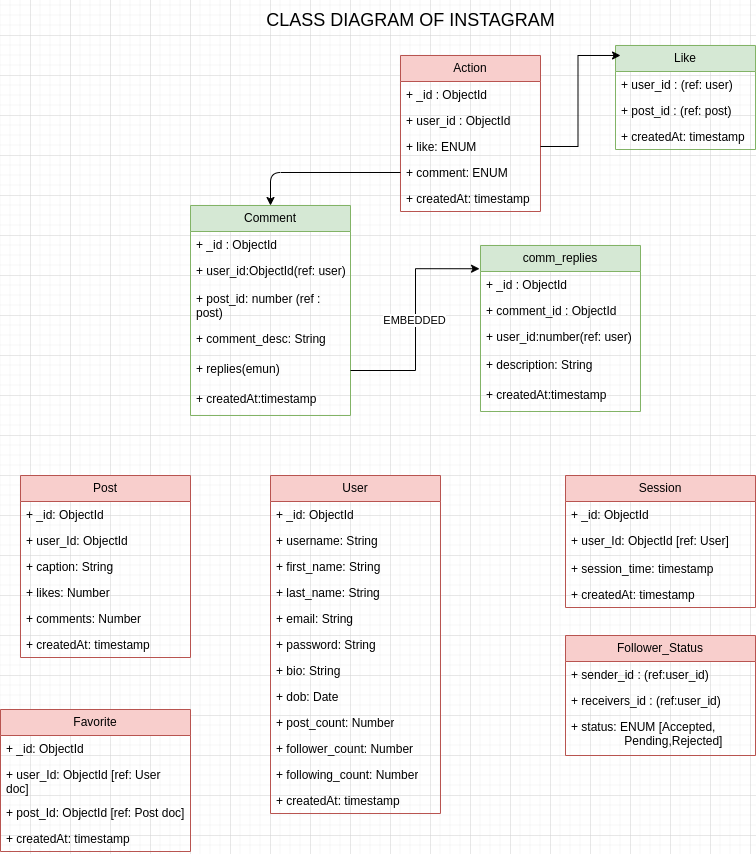 CLASS DIAGRAM OF INSTAGRAM
Action
+ _id : ObjectId
+ user_id : ObjectId
+ like: ENUM
+ comment: ENUM
+ createdAt: timestamp
Like
+ user_id : (ref: user)
+ post_id : (ref: post)
+ createdAt: timestamp
Comment
+ _id : ObjectId
+ user_id:ObjectId(ref: user)
+ post_id: number (ref :
post)
+ comment_desc: String
+ replies(emun)
+ createdAt:timestamp
EMBEDDED
comm_replies
+ _id : ObjectId
+ comment_id : ObjectId
+ user_id:number(ref: user)
+ description: String
+ createdAt:timestamp
Post
+ _id: ObjectId
+ user_Id: ObjectId
+ caption: String
+ likes: Number
+ comments: Number
+ createdAt: timestamp
User
+ _id: ObjectId
+ username: String
+ first_name: String
+ last_name: String
+ email: String
+ password: String
+ bio: String
+ dob: Date
+ post_count: Number
+ follower_count: Number
+ following_count: Number
+ createdAt: timestamp
Session
+ _id: ObjectId
+ user_Id: ObjectId [ref: User]
+ session_time: timestamp
+ createdAt: timestamp
Follower_Status
+ sender_id : (ref:user_id)
+ receivers_id : (ref:user_id)
+ status: ENUM [Accepted,
Pending,Rejected]
Favorite
+ _id: ObjectId
+ user_Id: ObjectId [ref: User
doc]
+ post_Id: ObjectId [ref: Post doc]
+ createdAt: timestamp